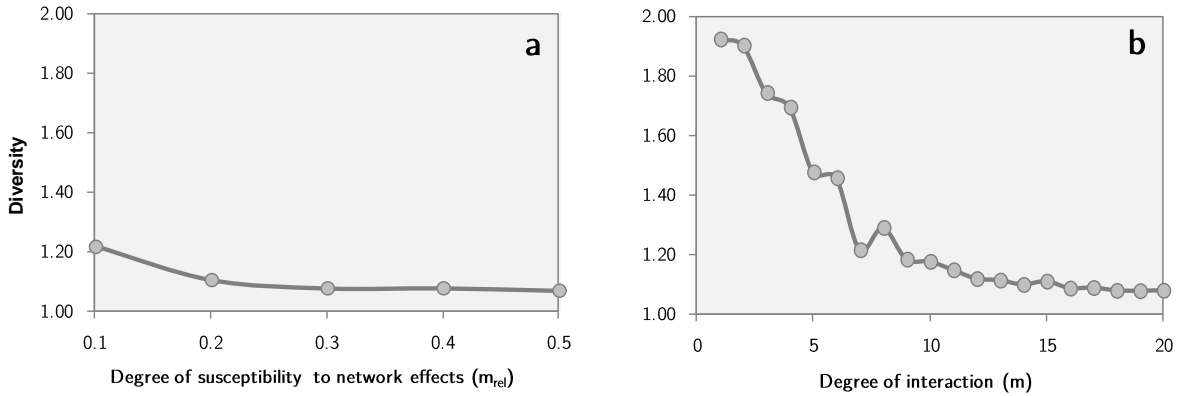 2.00
1.80
1.60
1.40
1.20
1.00
Diversity
a
0.1 0.2 0.3 0.4 0.5
Degree of susceptibility to network effects (mrel)
2.00
1.80
1.60
1.40
1.20
1.00
b
0 5 10 15 20
Degree of interaction (m)